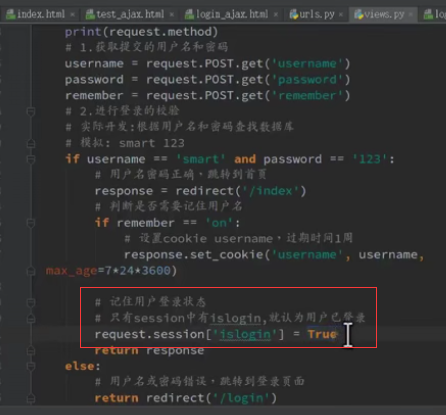 index.html × test_ajax.html × login_ajax.html × urls.py × views.py ×
print(request.method)
# 1.获取提交的用户名和密码
username = request.POST.get('username')
password = request.POST.get('password')
remember = request.POST.get('remember')
# 2.进行登录的校验
# 实际开发:根据用户名和密码查找数据库
# 模拟: smart 123
if username == 'smart' and password == '123':
# 用户名密码正确，跳转到首页
response = redirect('/index')
# 判断是否需要记住用户名
if remember == 'on':
# 设置cookie username，过期时间1周
response.set_cookie('username', username,
max_age=7*24*3600)
# 记住用户登录状态
# 只有session中有islogin,就认为用户已登录
request.session['islogin'] = True
return response
else:
# 用户名或密码错误，跳转到登录页面
return redirect('/login')